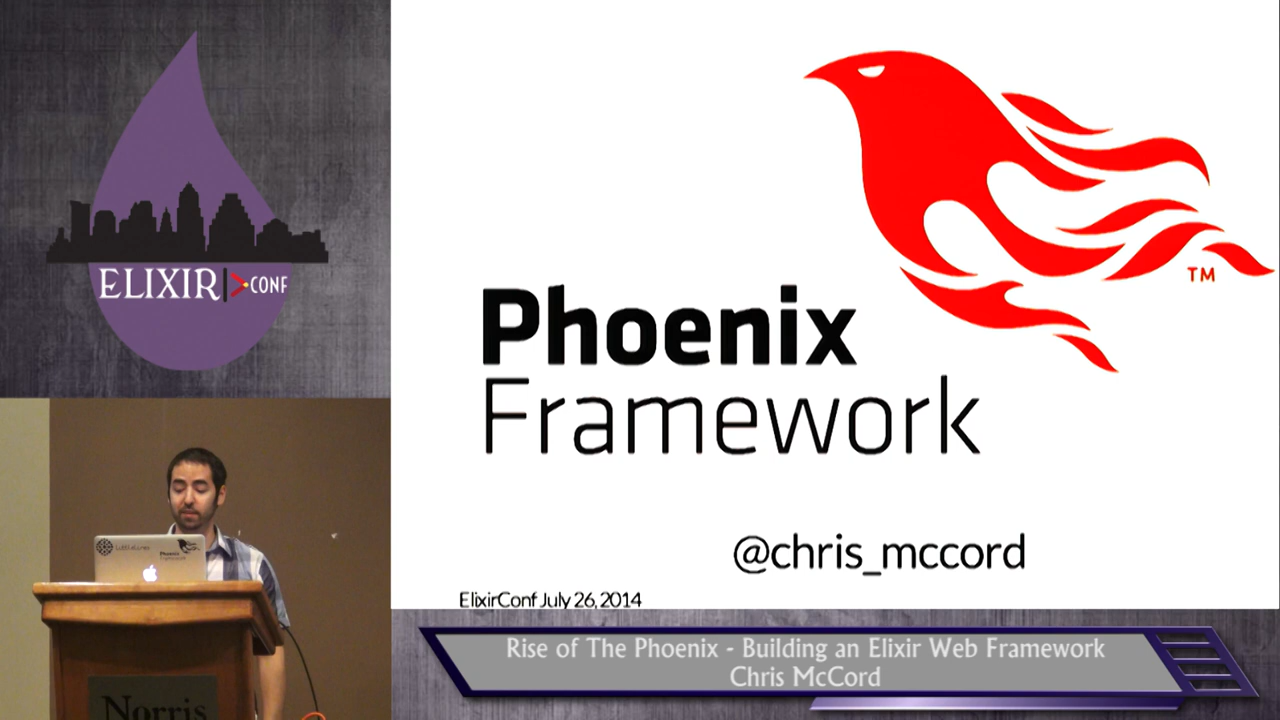 ELIXIR|>CONF
Phoenix
Framework
TM
@chris_mccord
ElixirConf July 26, 2014
Rise of The Phoenix - Building an Elixir Web Framework
Chris McCord
Phoenix
Norris